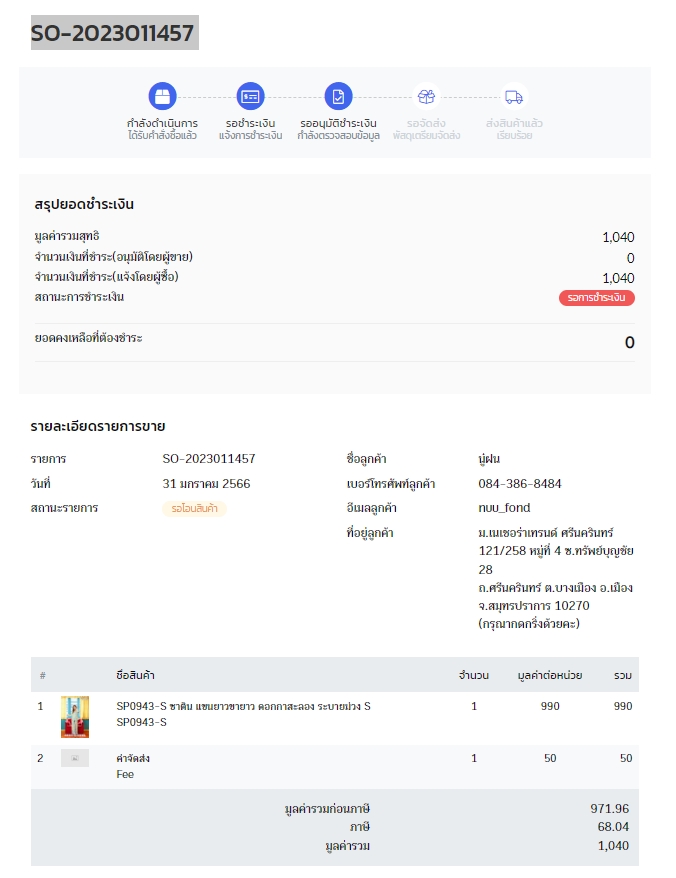 SO-2023011457
กำลังดำเนินการ
ได้รับคำสั่งซื้อแล้ว
รอชำระเงิน
แจ้งการชำระเงิน
รออนุมัติชำระเงิน
กำลังตรวจสอบข้อมูล
รอจัดส่ง
พัสดุเตรียมจัดส่ง
ส่งสินค้าแล้ว
เรียบร้อย
สรุปยอดชำระเงิน
มูลค่ารวมสุทธิ 1,040
จำนวนเงินที่ชำระ(อนุมัติโดยผู้ขาย) 0
จำนวนเงินที่ชำระ(แจ้งโดยผู้ซื้อ) 1,040
สถานะการชำระเงิน รอการชำระเงิน
ยอดคงเหลือที่ต้องชำระ 0
รายละเอียดรายการขาย
รายการ SO-2023011457
วันที่ 31 มกราคม 2566
สถานะรายการ รอโอนสินค้า
ชื่อลูกค้า นู๋ฝน
เบอร์โทรศัพท์ลูกค้า 084-386-8484
อีเมลลูกค้า nuu_fond
ที่อยู่ลูกค้า ม.เนเชอร่าเทรนด์ ศรีนครินทร์
121/258 หมู่ที่ 4 ซ.ทรัพย์บุญชัย
28
ถ.ศรีนครินทร์ ต.บางเมือง อ.เมือง
จ.สมุทรปราการ 10270
(กรุณากดกริ่งด้วยคะ)
# ชื่อสินค้า จำนวน มูลค่าต่อหน่วย รวม
1 SP0943-S ซาติน แขนยาวขายาว ดอกกาสะลอง ระบายม่วง S 1 990 990
SP0943-S
2 ค่าจัดส่ง 1 50 50
Fee
มูลค่ารวมก่อนภาษี 971.96
ภาษี 68.04
มูลค่ารวม 1,040